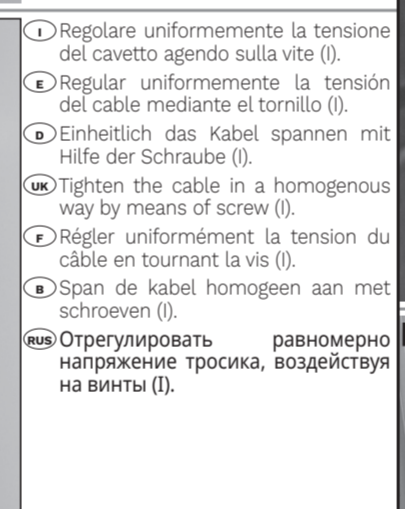 I Regolare uniformemente la tensione
del cavetto agendo sulla vite (I).
E Regular uniformemente la tensión
del cable mediante el tornillo (I).
D Einheitlich das Kabel spannen mit
Hilfe der Schraube (I).
UK Tighten the cable in a homogenous
way by means of screw (I).
F Régler uniformément la tension du
câble en tournant la vis (I).
B Span de kabel homogeen aan met
schroeven (I).
RUS Отрегулировать равномерно
напряжение тросика, воздействуя
на винты (I).